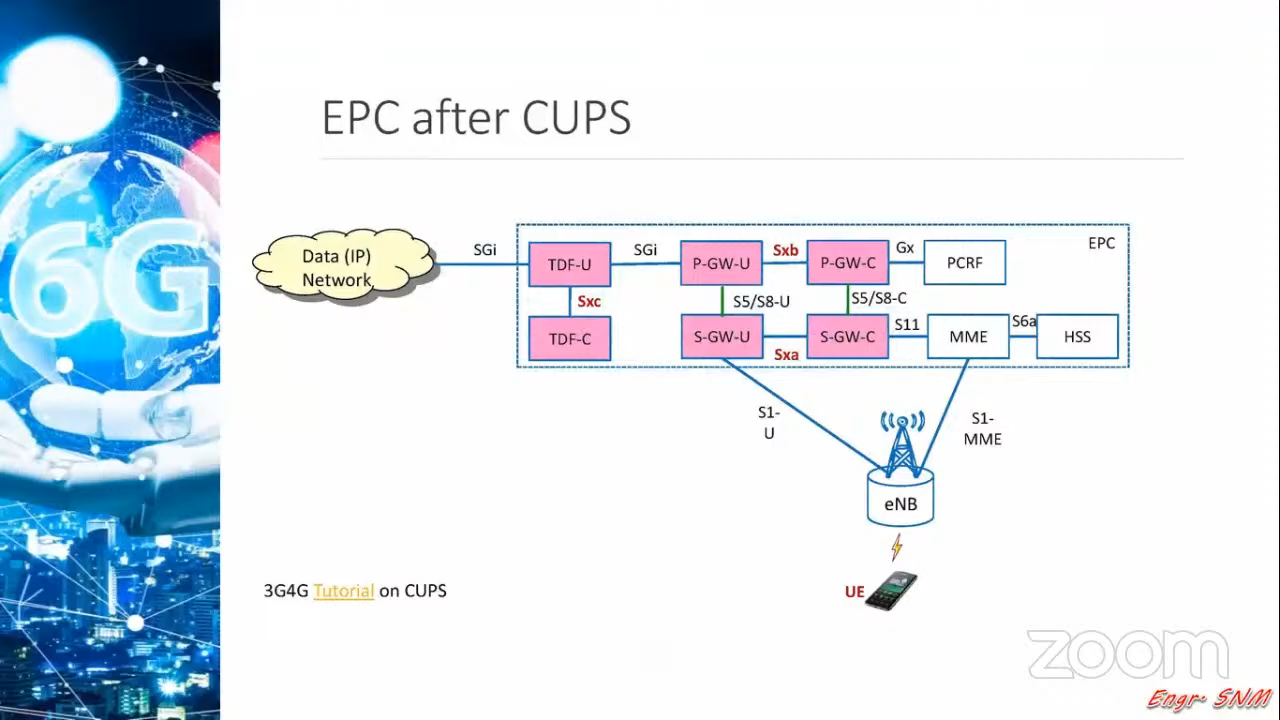 6G
EPC after CUPS
EPC
Data (IP)
Network
SGi
TDF-U
SGi
P-GW-U
Sxb
P-GW-C
Gx
PCRF
Sxc
S5/S8-U
S5/S8-C
TDF-C
S-GW-U
Sxa
S-GW-C
S11
MME
S6a
HSS
S1-
U
S1-
MME
eNB
UE
3G4G Tutorial on CUPS
zoom
Engr. SNM